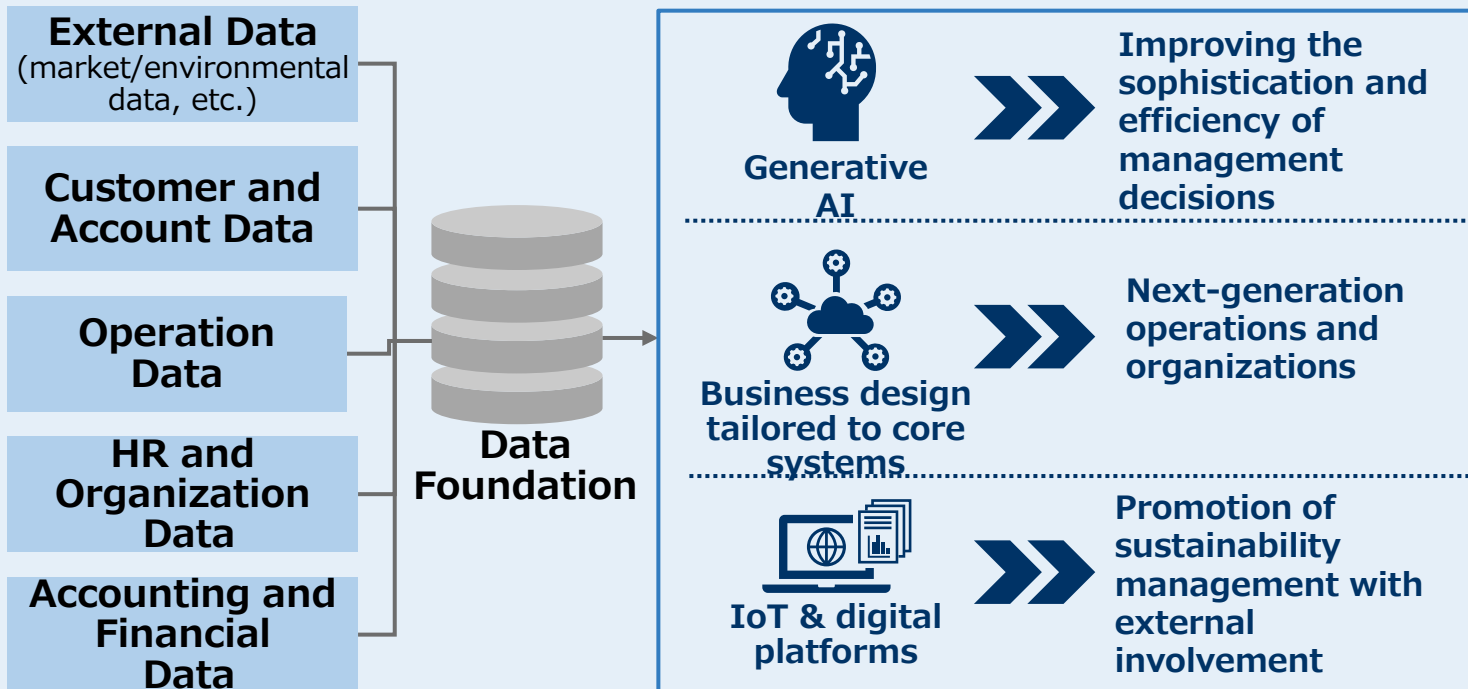 External Data
(market/environmental
data, etc.)
Customer and
Account Data
Operation
Data
HR and
Organization
Data
Accounting and
Financial
Data
Data
Foundation
Generative
AI
Improving the
sophistication and
efficiency of
management
decisions
Business design
tailored to core
systems
Next-generation
operations and
organizations
IoT & digital
platforms
Promotion of
sustainability
management with
external
involvement